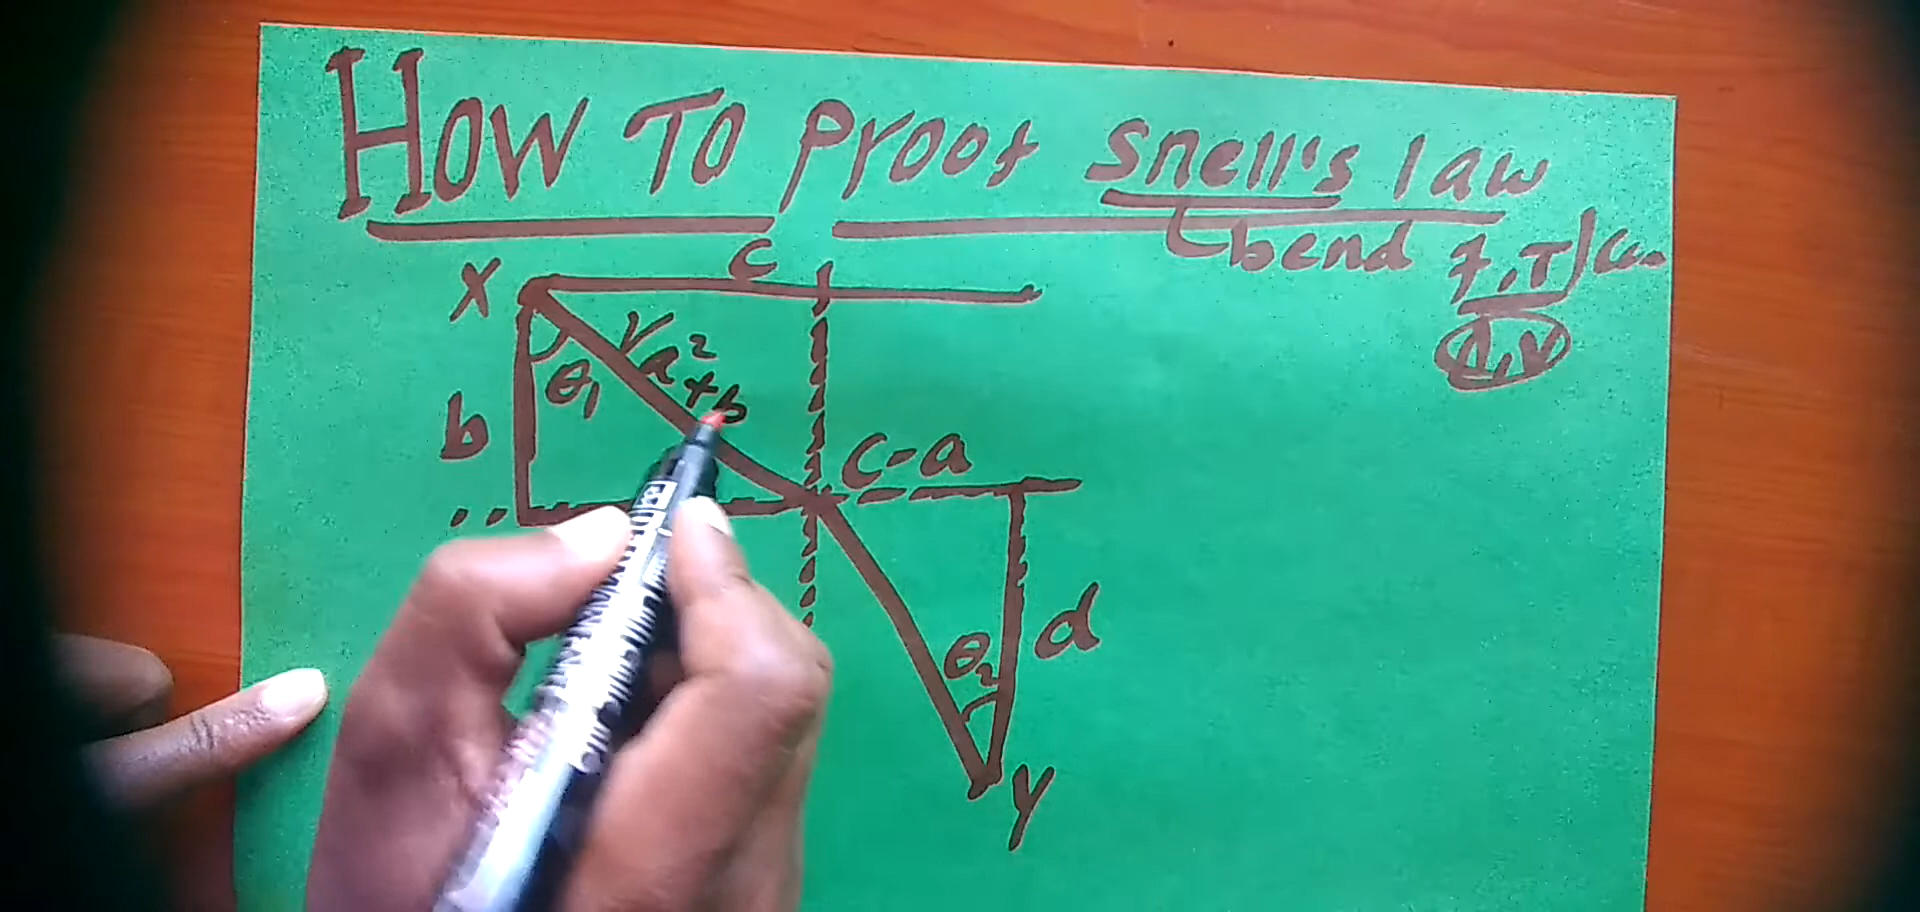 How To proof snell's law
bend
c
X
√a²+b
θ₁
b
c-a
d
θ₂
y